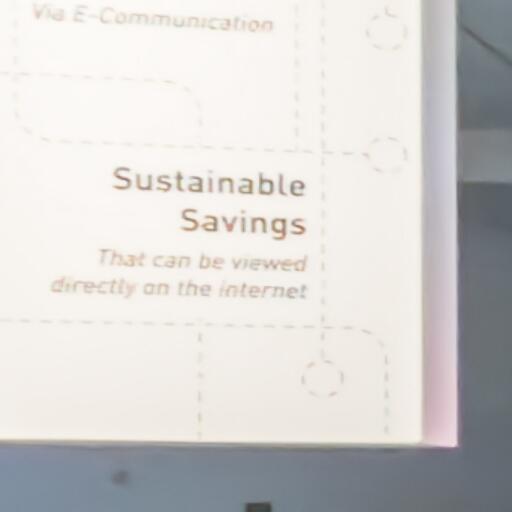 Via E-Communication
Sustainable
Savings
That can be viewed
directly on the internet